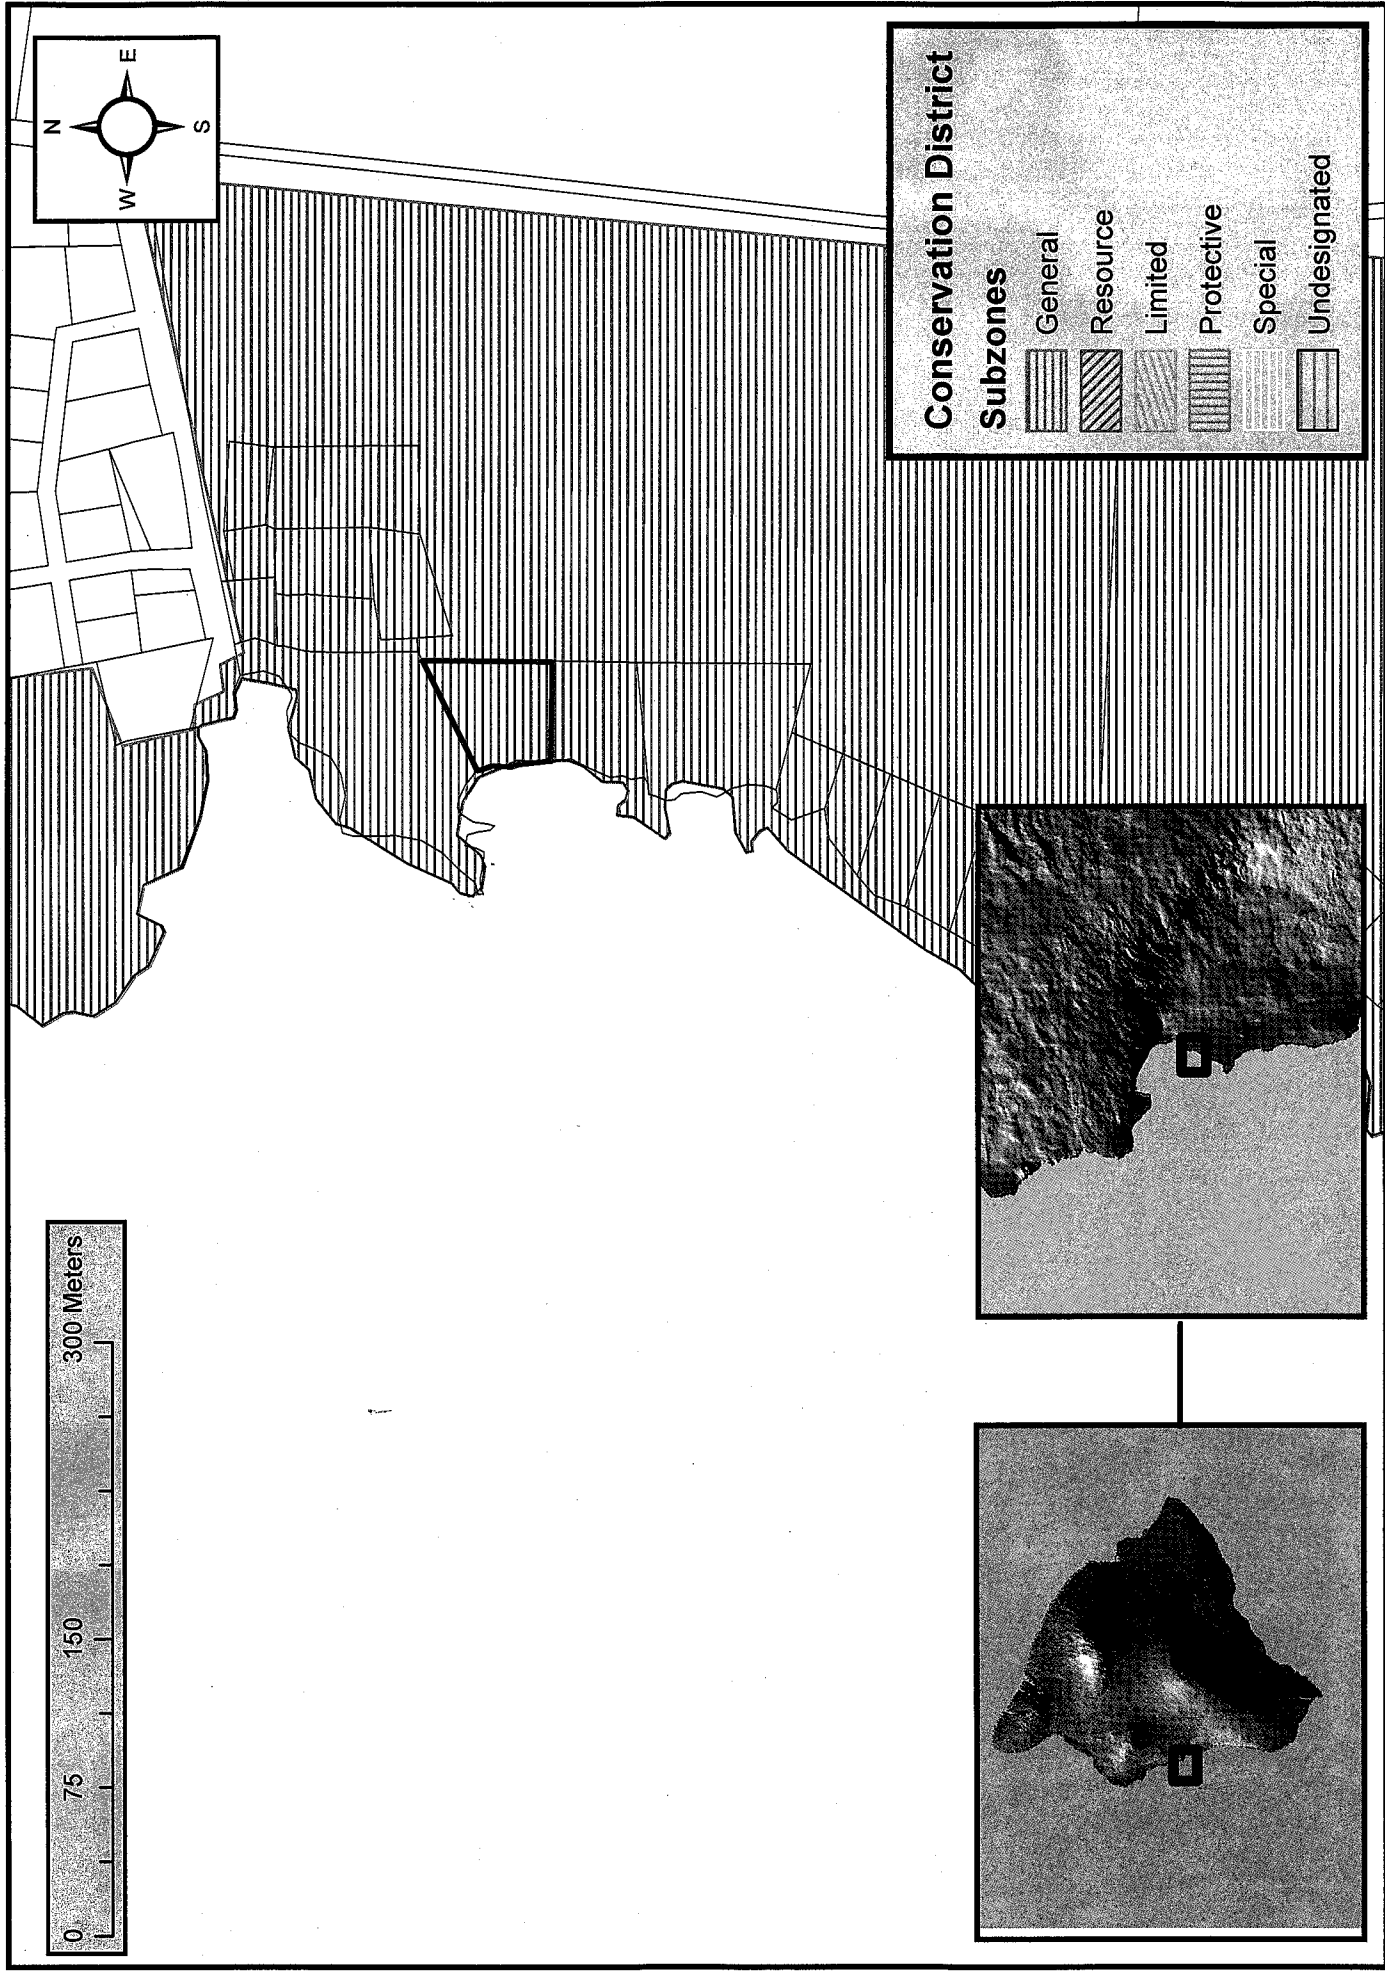 0 75 150 300 Meters
N
W E
S
Conservation District
Subzones
General
Resource
Limited
Protective
Special
Undesignated